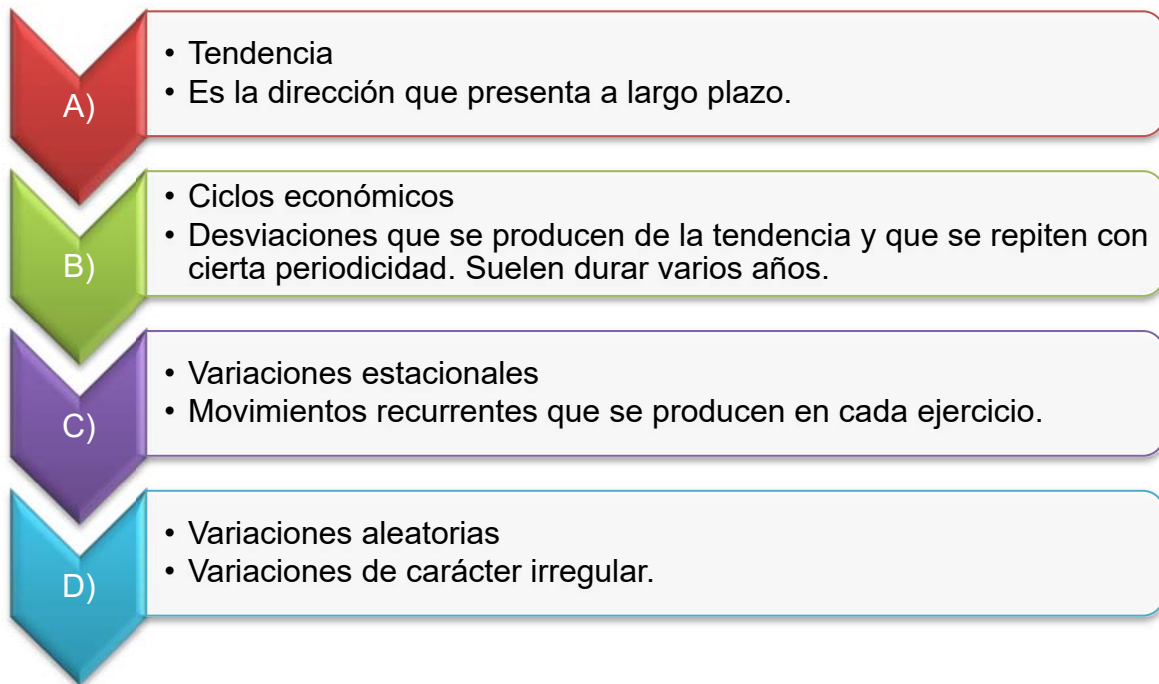 A)
• Tendencia
• Es la dirección que presenta a largo plazo.
B)
• Ciclos económicos
• Desviaciones que se producen de la tendencia y que se repiten con
cierta periodicidad. Suelen durar varios años.
C)
• Variaciones estacionales
• Movimientos recurrentes que se producen en cada ejercicio.
D)
• Variaciones aleatorias
• Variaciones de carácter irregular.